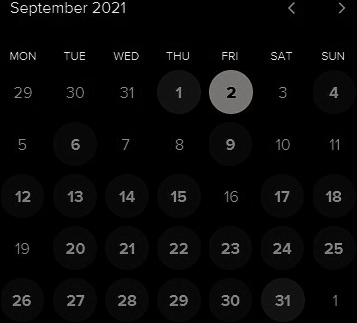 September 2021
MON TUE WED THU FRI SAT SUN
29 30 31 1 2 3 4
5 6 7 8 9 10 11
12 13 14 15 16 17 18
19 20 21 22 23 24 25
26 27 28 29 30 31 1